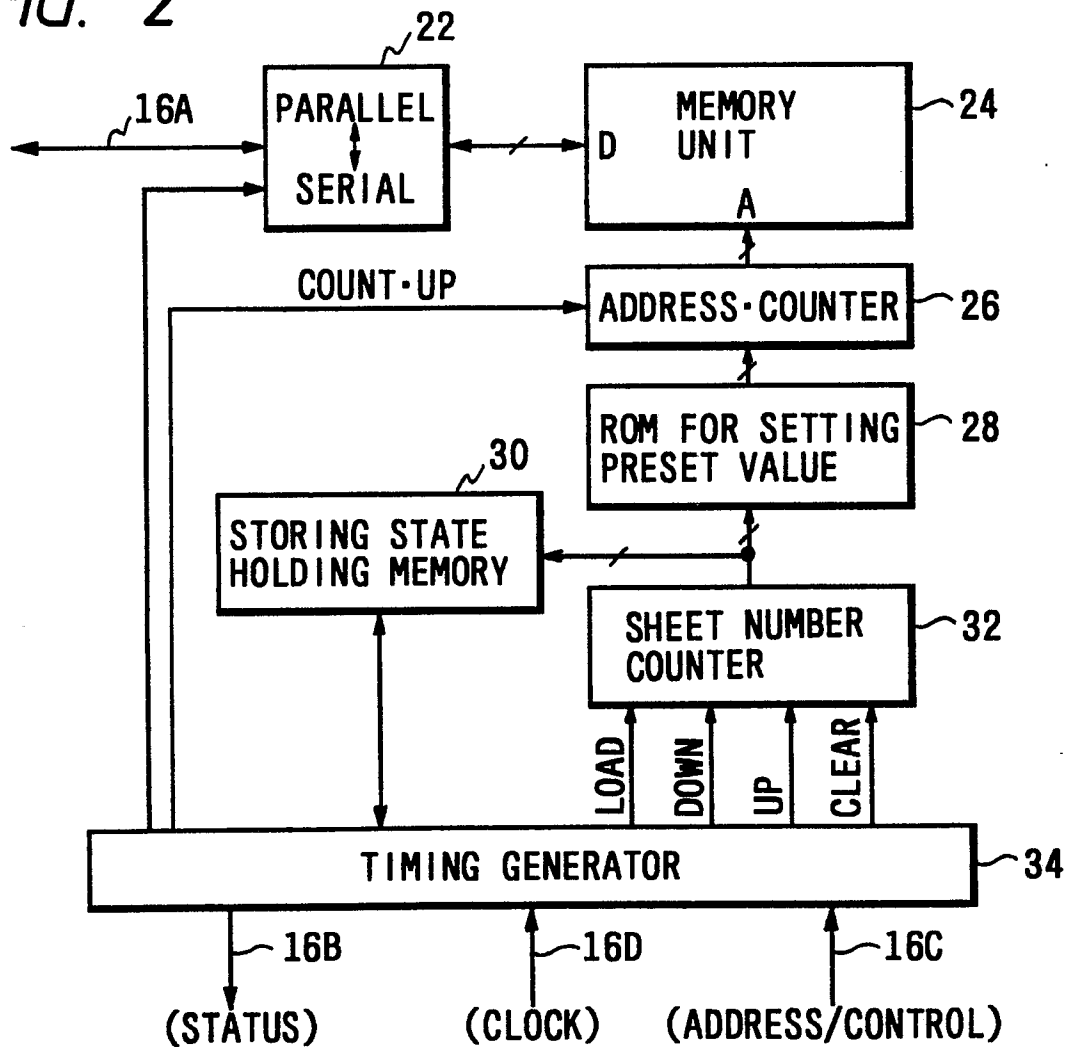 2
22
16A
PARALLEL
SERIAL
D
MEMORY
UNIT
A
24
COUNT·UP
ADDRESS·COUNTER
26
ROM FOR SETTING
PRESET VALUE
28
30
STORING STATE
HOLDING MEMORY
SHEET NUMBER
COUNTER
32
LOAD
DOWN
UP
CLEAR
TIMING GENERATOR
34
16B
16D
16C
(STATUS)
(CLOCK)
(ADDRESS/CONTROL)